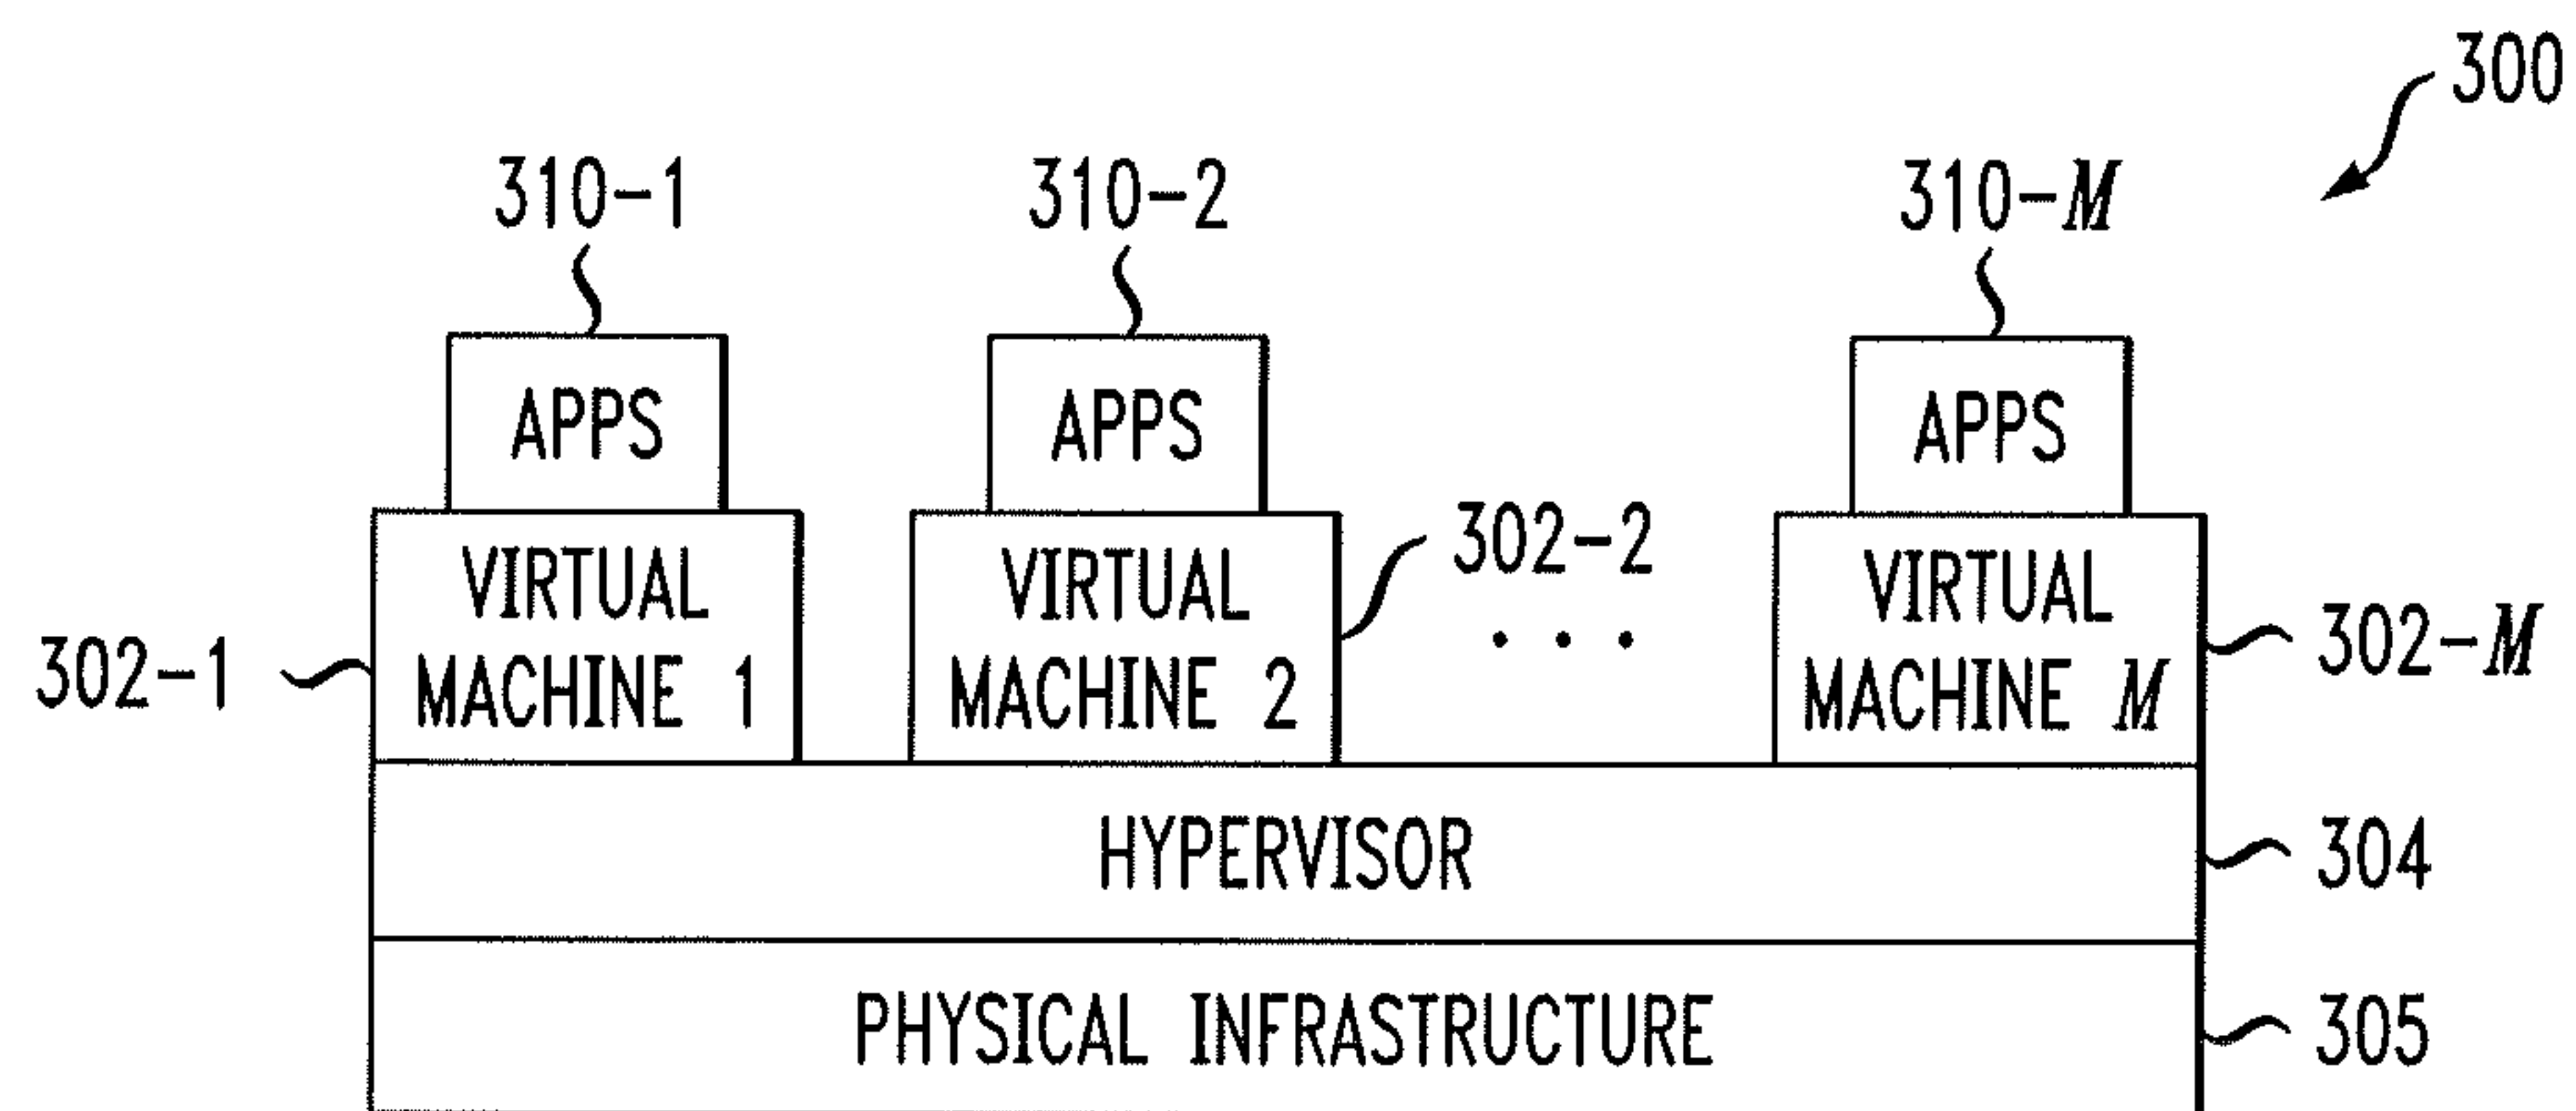 300
310-1
310-2
310-M
APPS
APPS
APPS
302-1
VIRTUAL
MACHINE 1
VIRTUAL
MACHINE 2
302-2
. . .
VIRTUAL
MACHINE M
302-M
HYPERVISOR
304
PHYSICAL INFRASTRUCTURE
305